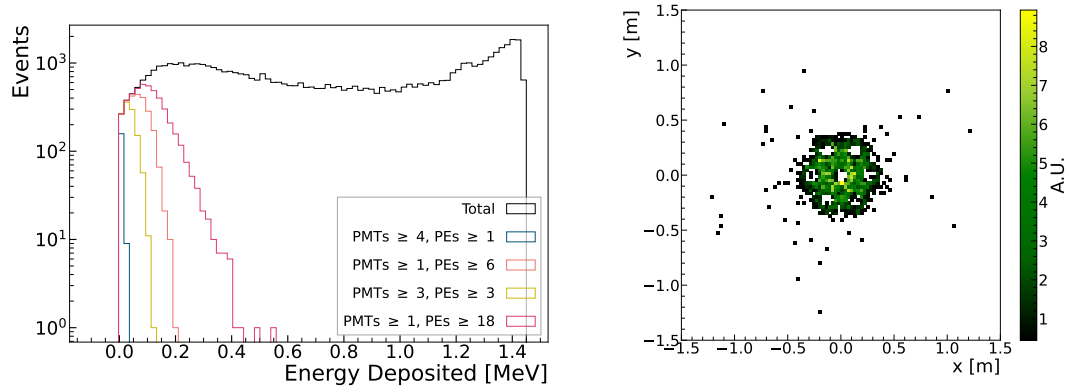 Events
10³
10²
10¹
10⁰
Total
PMTs ≥ 4, PEs ≥ 1
PMTs ≥ 1, PEs ≥ 6
PMTs ≥ 3, PEs ≥ 3
PMTs ≥ 1, PEs ≥ 18
0.0 0.2 0.4 0.6 0.8 1.0 1.2 1.4
Energy Deposited [MeV]
y [m]
1.5
1.0
0.5
0.0
−0.5
−1.0
−1.5
−1.5 −1.0 −0.5 0.0 0.5 1.0 1.5
x [m]
8
7
6
5
4
3
2
1
A.U.